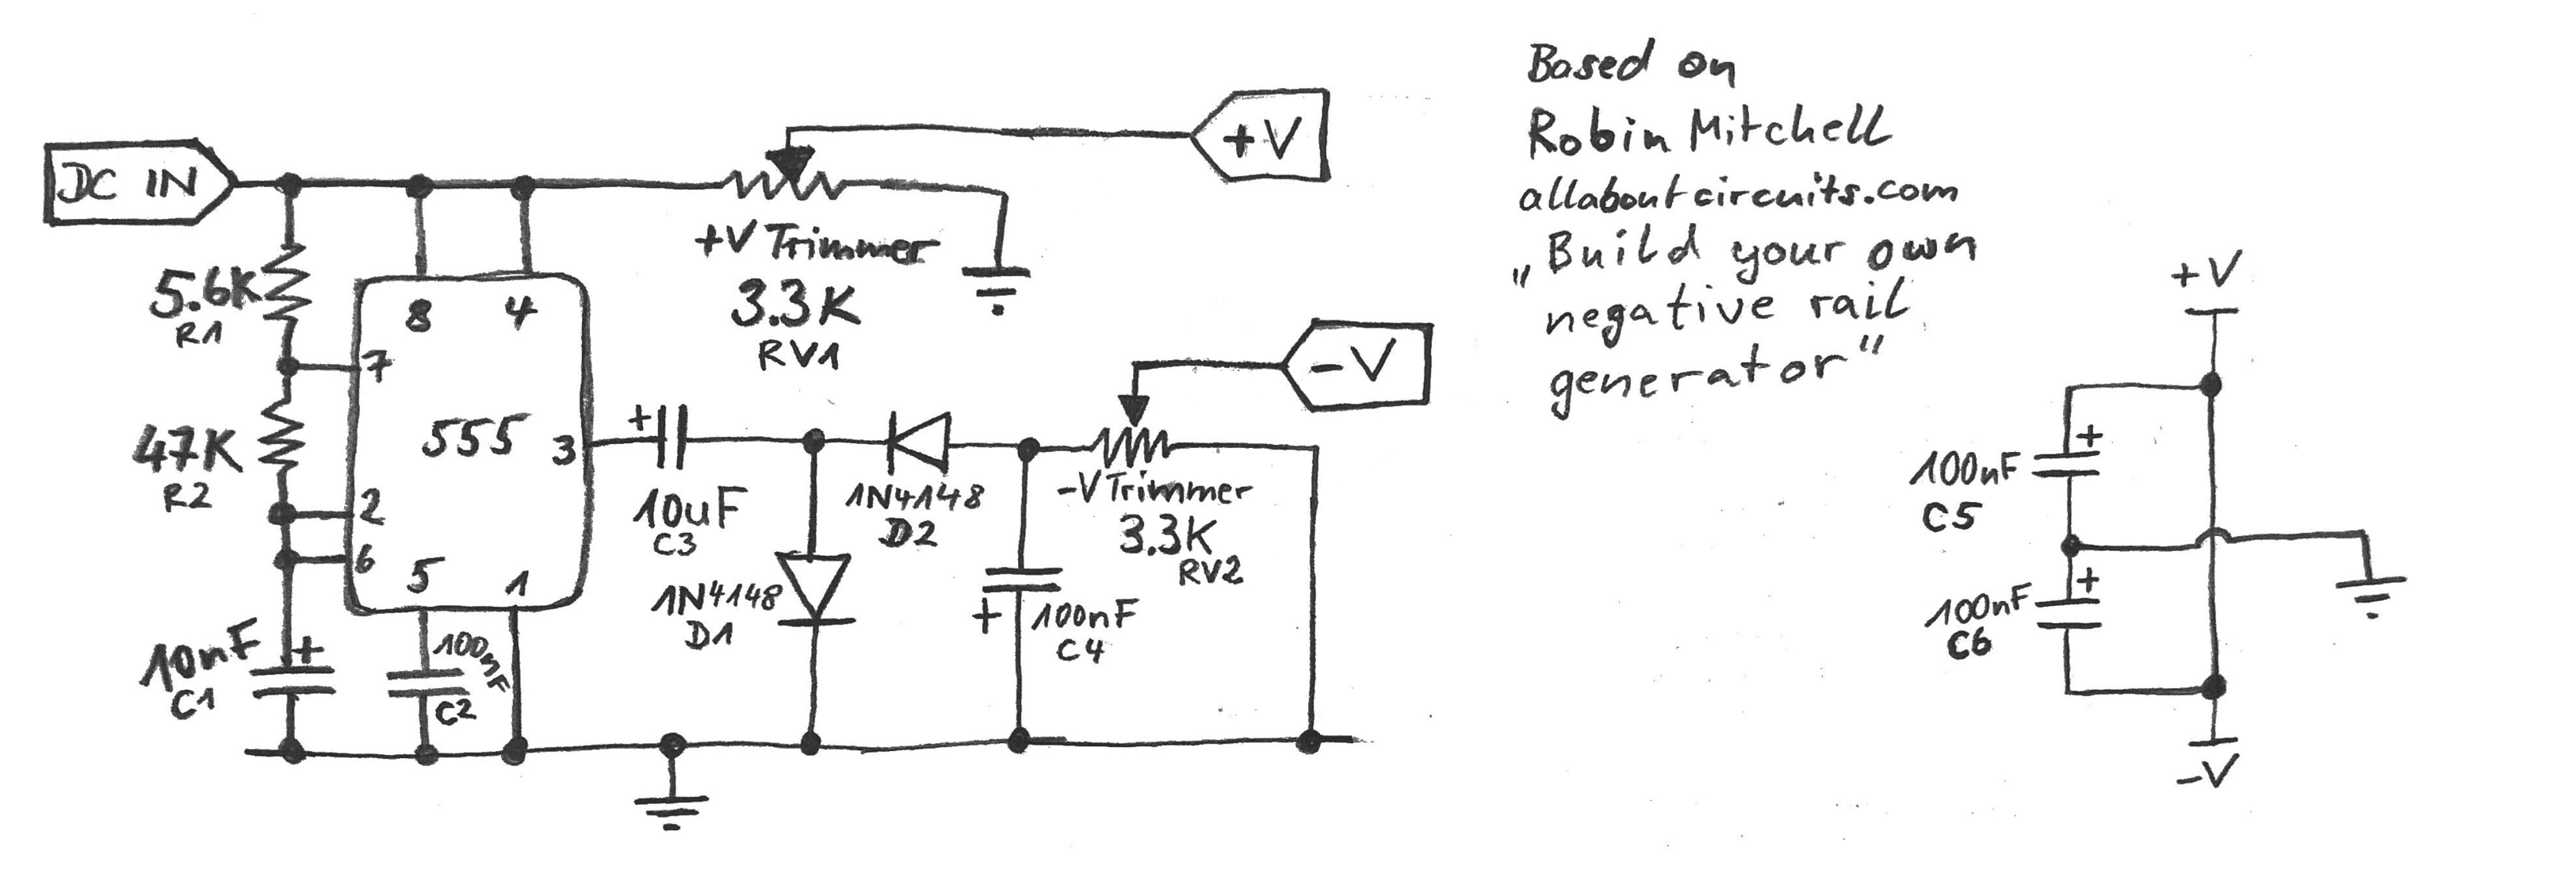 DC IN
+V
+V Trimmer
3.3K
RV1
5.6K
R1
8 4
7
47K
R2
555
3
2
6
5 1
10nF
+
C1
100nF
C2
+
10uF
C3
1N4148
D1
1N4148
D2
-V
-V Trimmer
3.3K
RV2
+
100nF
C4
Based on
Robin Mitchell
allaboutcircuits.com
„Build your own
negative rail
generator“
+V
+
100nF
C5
+
100nF
C6
-V